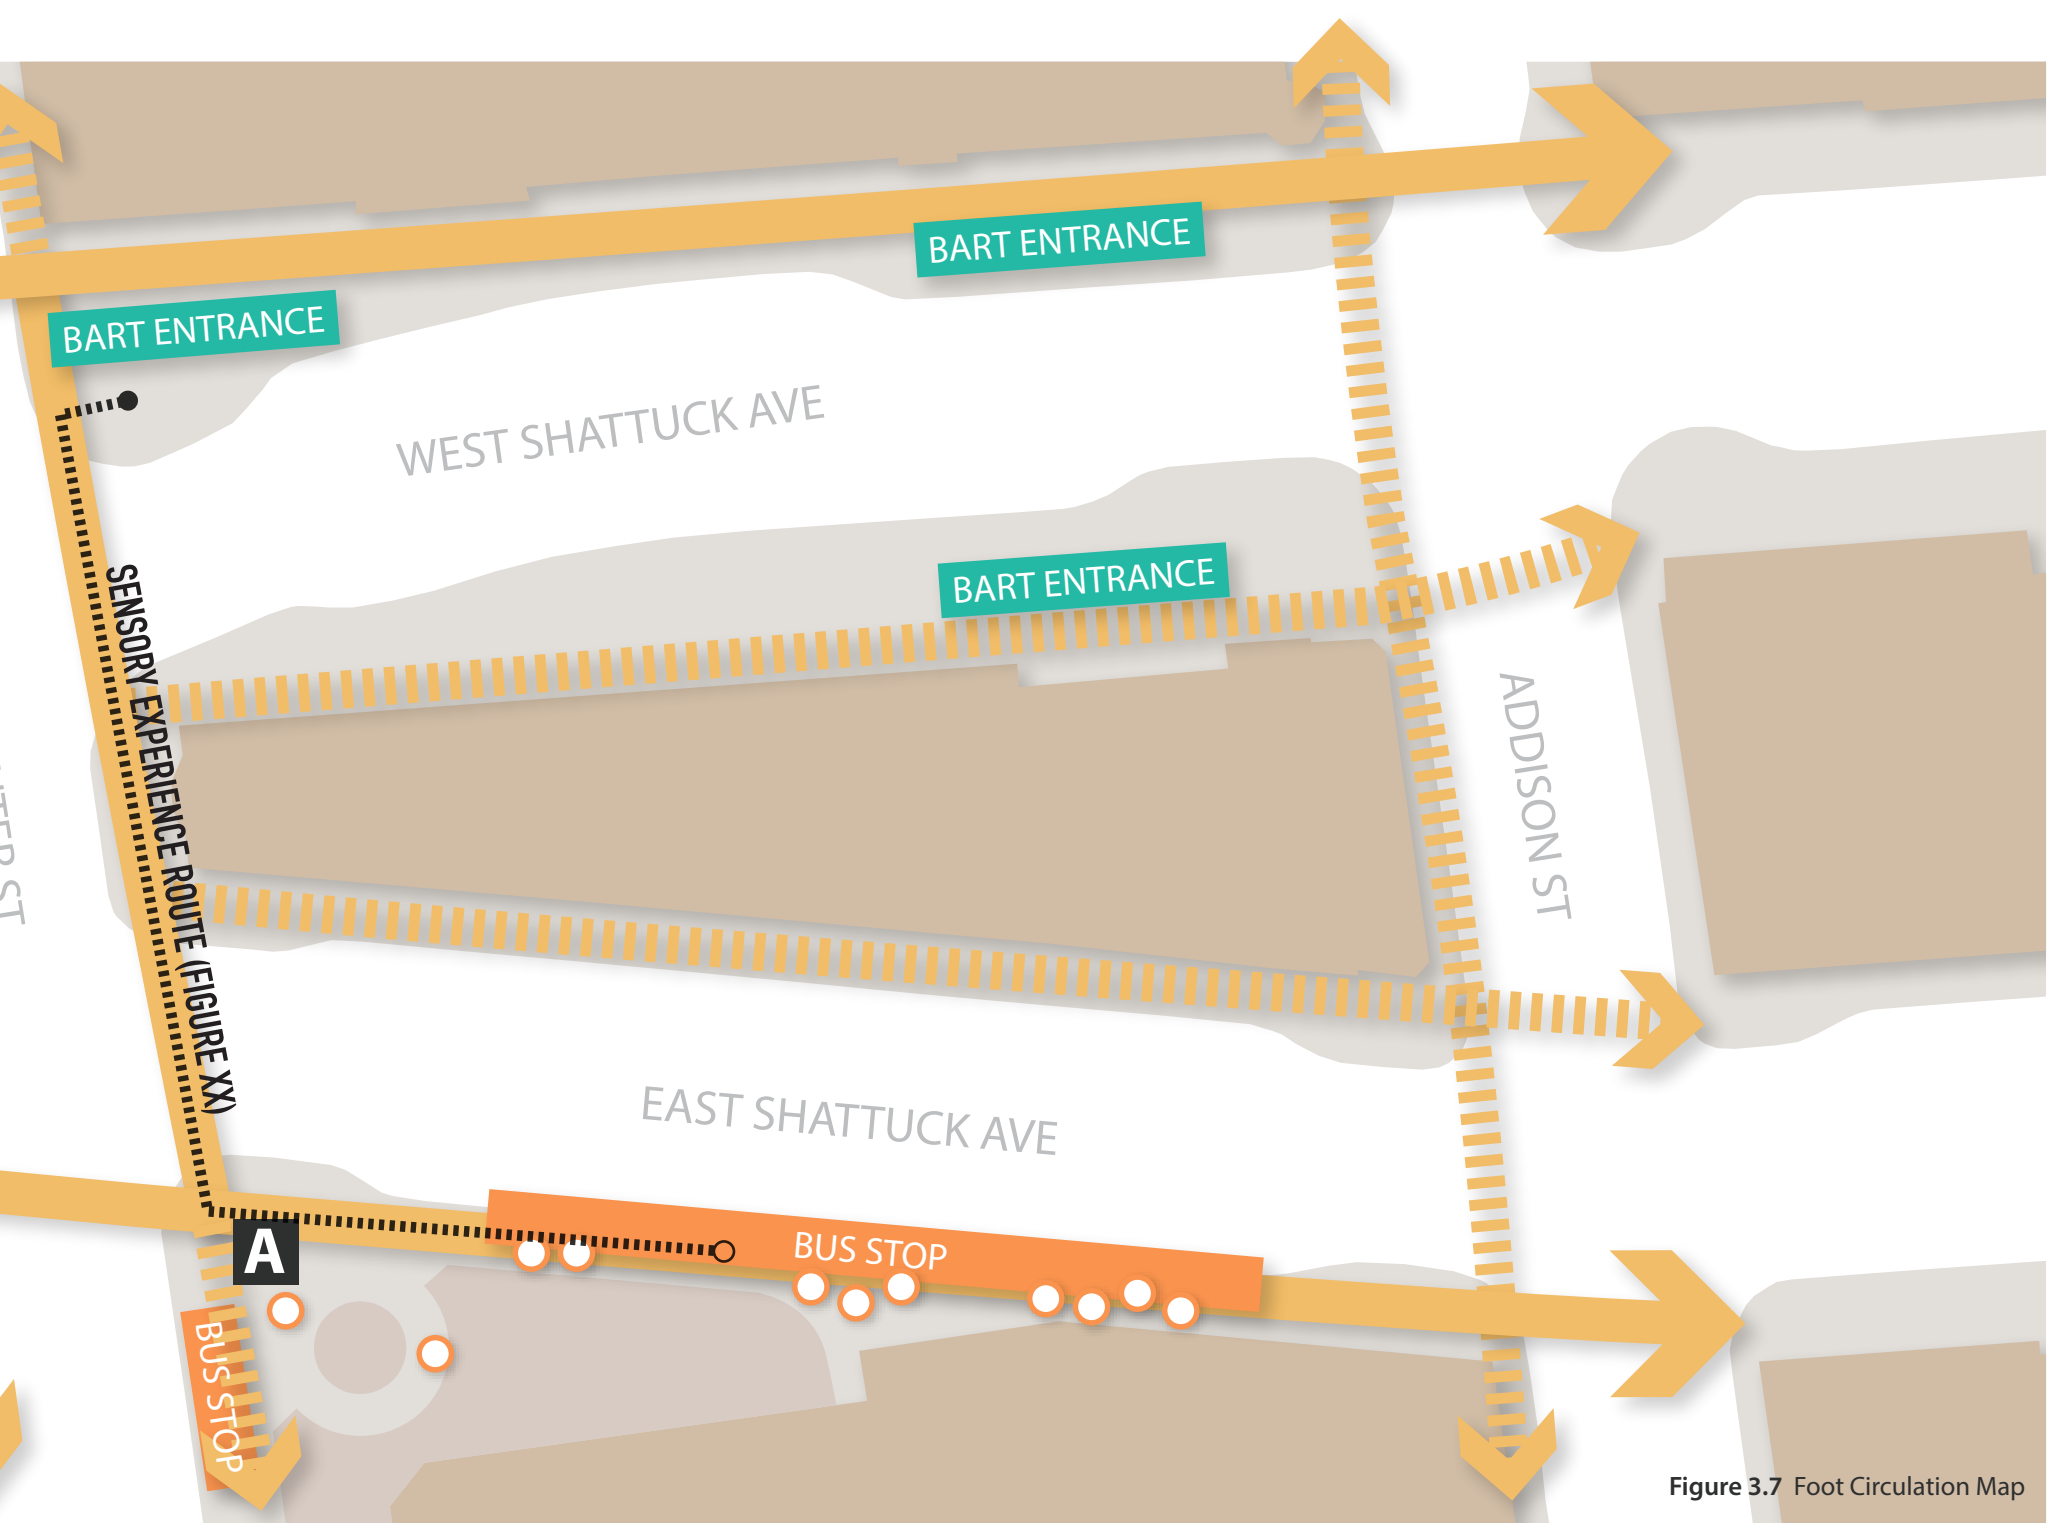 BART ENTRANCE
BART ENTRANCE
WEST SHATTUCK AVE
BART ENTRANCE
SENSORY EXPERIENCE ROUTE (FIGURE XX)
ADDISON ST
ST
EAST SHATTUCK AVE
A
BUS STOP
BUS STOP
Figure 3.7 Foot Circulation Map